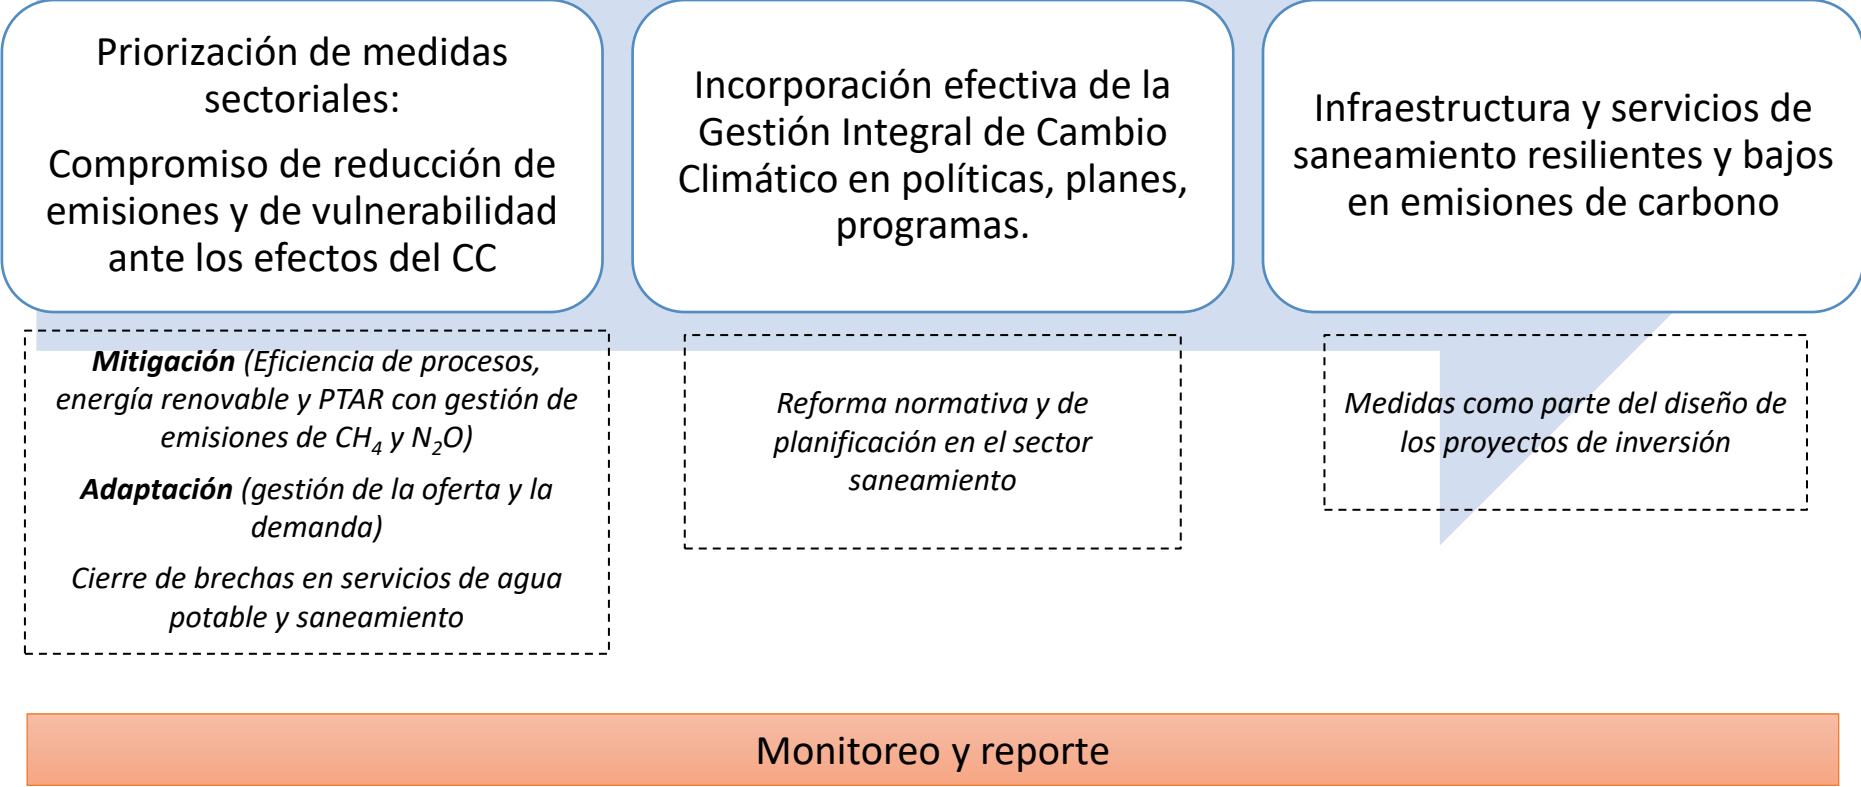 Priorización de medidas
sectoriales:
Compromiso de reducción de
emisiones y de vulnerabilidad
ante los efectos del CC
Incorporación efectiva de la
Gestión Integral de Cambio
Climático en políticas, planes,
programas.
Infraestructura y servicios de
saneamiento resilientes y bajos
en emisiones de carbono
Mitigación (Eficiencia de procesos,
energía renovable y PTAR con gestión de
emisiones de CH₄ y N₂O)
Adaptación (gestión de la oferta y la
demanda)
Cierre de brechas en servicios de agua
potable y saneamiento
Reforma normativa y de
planificación en el sector
saneamiento
Medidas como parte del diseño de
los proyectos de inversión
Monitoreo y reporte